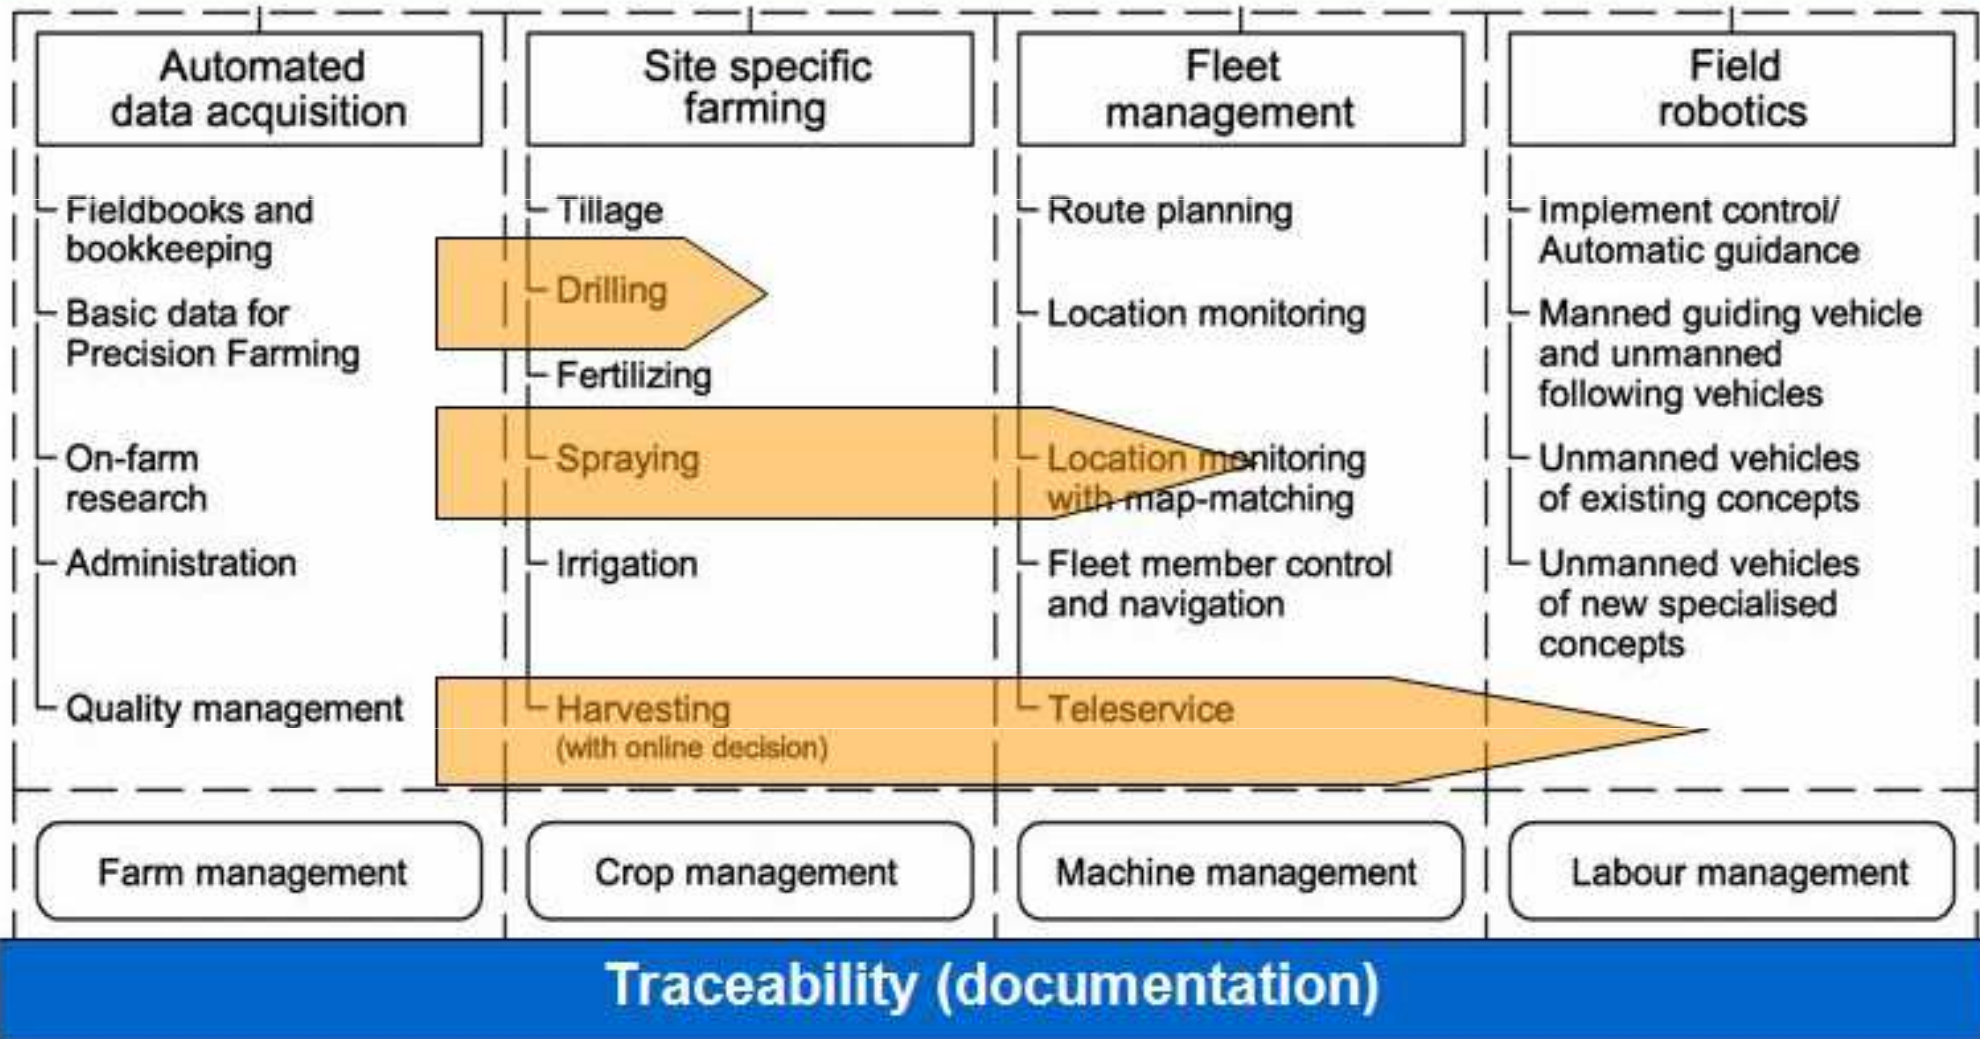 Automated
data acquisition
Fieldbooks and
bookkeeping
Basic data for
Precision Farming
On-farm
research
Administration
Quality management
Farm management
Site specific
farming
Tillage
Drilling
Fertilizing
Spraying
Irrigation
Harvesting
(with online decision)
Crop management
Fleet
management
Route planning
Location monitoring
Location monitoring
with map-matching
Fleet member control
and navigation
Teleservice
Machine management
Field
robotics
Implement control/
Automatic guidance
Manned guiding vehicle
and unmanned
following vehicles
Unmanned vehicles
of existing concepts
Unmanned vehicles
of new specialised
concepts
Labour management
Traceability (documentation)